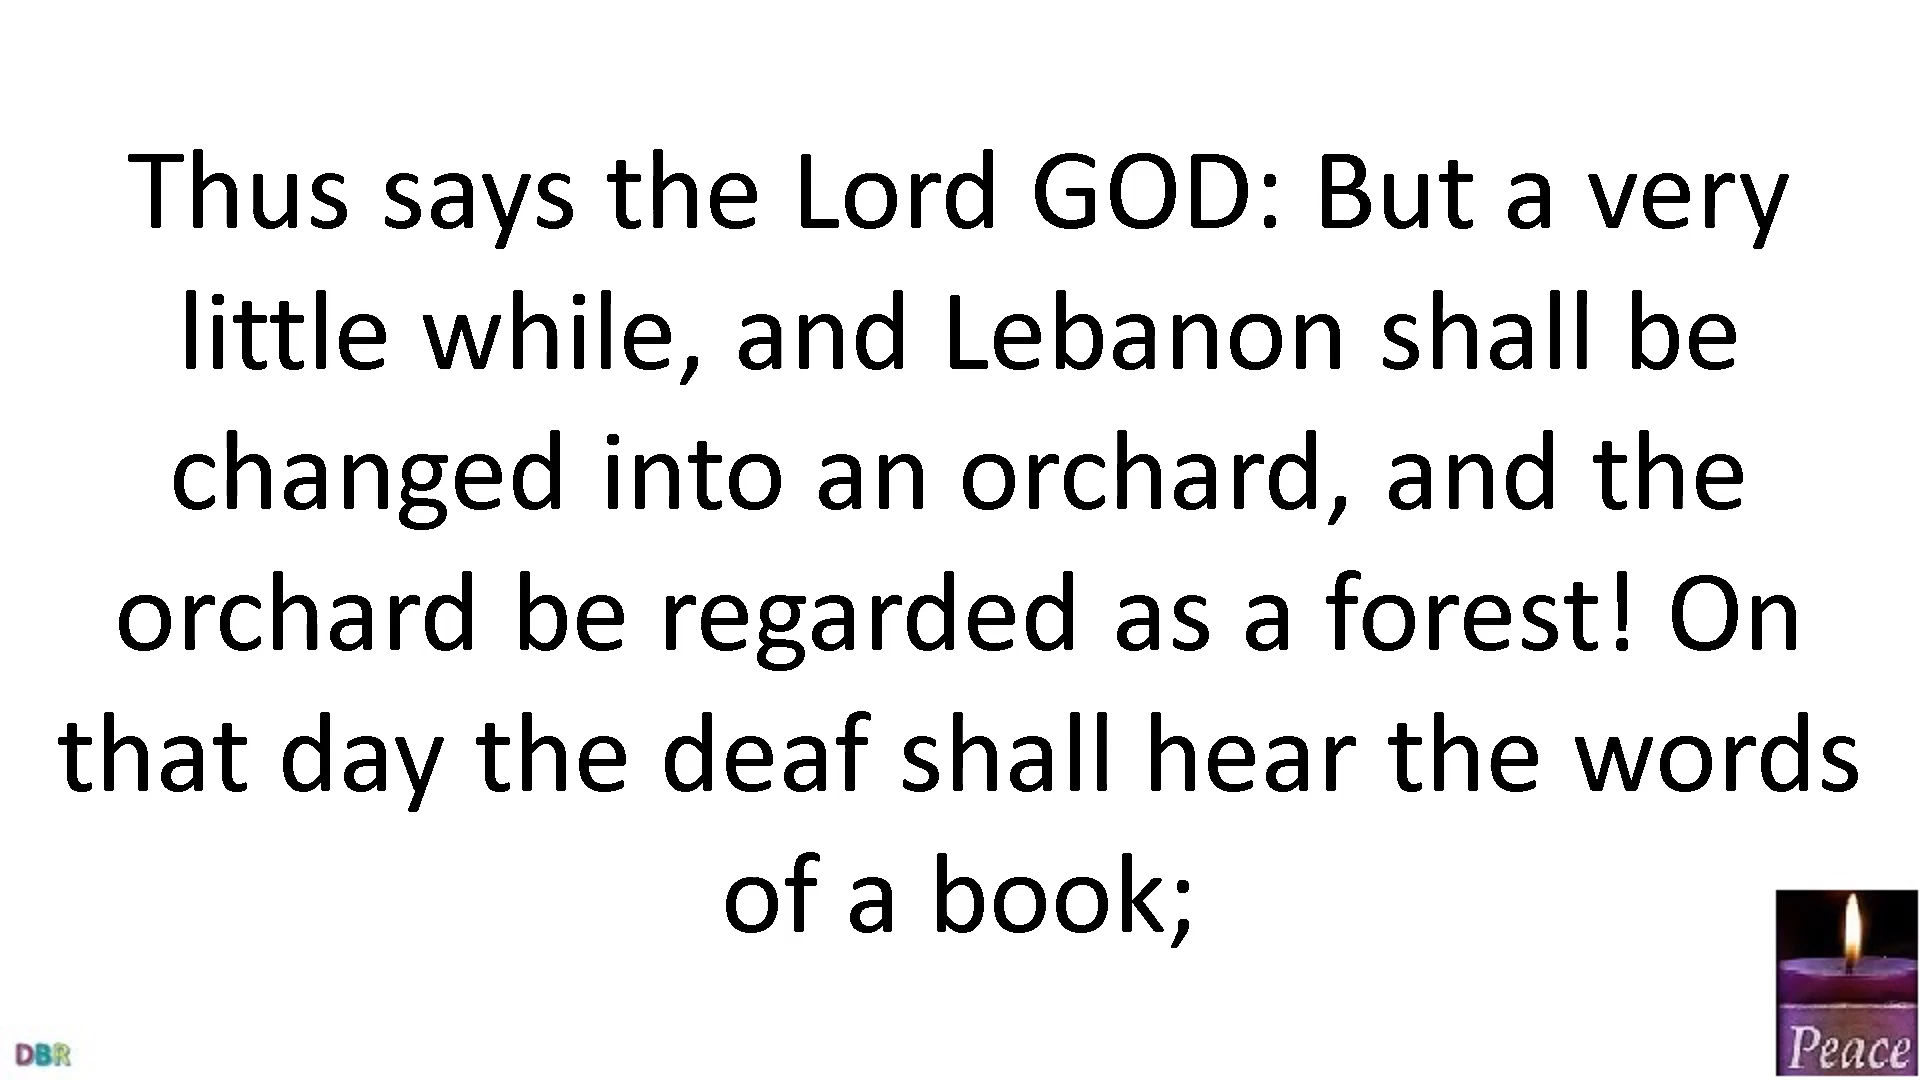 Thus says the Lord GOD: But a very
little while, and Lebanon shall be
changed into an orchard, and the
orchard be regarded as a forest! On
that day the deaf shall hear the words
of a book;
DBR
Peace